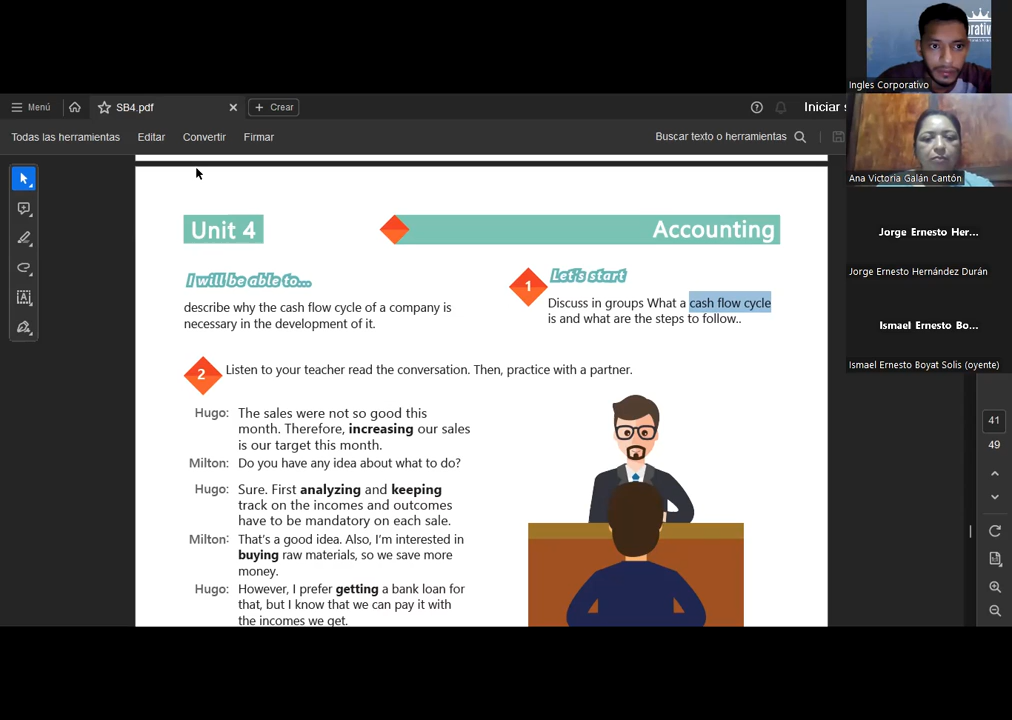 Menú
SB4.pdf
Crear
Iniciar s
Todas las herramientas
Editar
Convertir
Firmar
Buscar texto o herramientas
Unit 4
Accounting
I will be able to...
describe why the cash flow cycle of a company is
necessary in the development of it.
1
Let's start
Discuss in groups What a cash flow cycle
is and what are the steps to follow..
2
Listen to your teacher read the conversation. Then, practice with a partner.
Hugo: The sales were not so good this
month. Therefore, increasing our sales
is our target this month.
Milton: Do you have any idea about what to do?
Hugo: Sure. First analyzing and keeping
track on the incomes and outcomes
have to be mandatory on each sale.
Milton: That's a good idea. Also, I'm interested in
buying raw materials, so we save more
money.
Hugo: However, I prefer getting a bank loan for
that, but I know that we can pay it with
the incomes we get.
41
49
Ingles Corporativo
Ana Victoria Galán Cantón
Jorge Ernesto Her...
Jorge Ernesto Hernández Durán
Ismael Ernesto Bo...
Ismael Ernesto Boyat Solis (oyente)